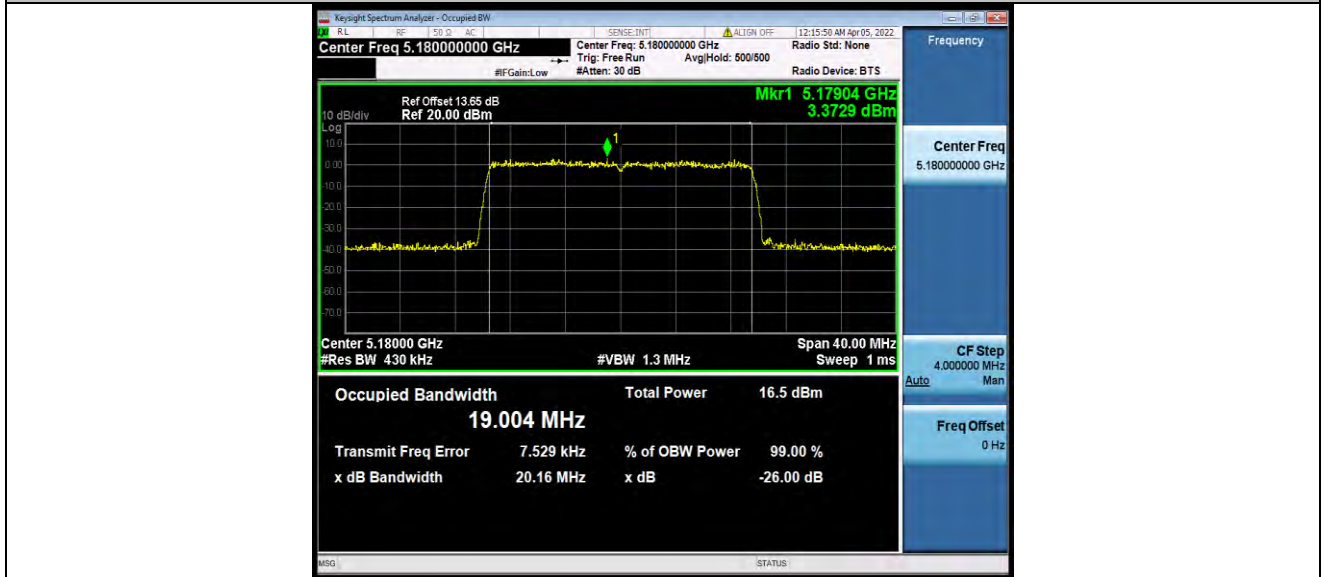 Keysight Spectrum Analyzer - Occupied BW
RL RF 50 Ω AC SENSE:INT ALIGN OFF 12:15:50 AM Apr 05, 2022
Center Freq 5.180000000 GHz
Center Freq: 5.180000000 GHz
Radio Std: None
Trig: Free Run Avg|Hold: 500/500
#IFGain:Low
#Atten: 30 dB
Radio Device: BTS
Frequency
Mkr1 5.17904 GHz
3.3729 dBm
Ref Offset 13.65 dB
10 dB/div Ref 20.00 dBm
Log
10.0
0.00
-10.0
-20.0
-30.0
-40.0
-50.0
-60.0
-70.0
1
Center 5.18000 GHz Span 40.00 MHz
#Res BW 430 kHz #VBW 1.3 MHz Sweep 1 ms
Center Freq
5.180000000 GHz
CF Step
4.000000 MHz
Auto Man
Freq Offset
0 Hz
Occupied Bandwidth Total Power 16.5 dBm
19.004 MHz
Transmit Freq Error 7.529 kHz % of OBW Power 99.00 %
x dB Bandwidth 20.16 MHz x dB -26.00 dB
MSG STATUS